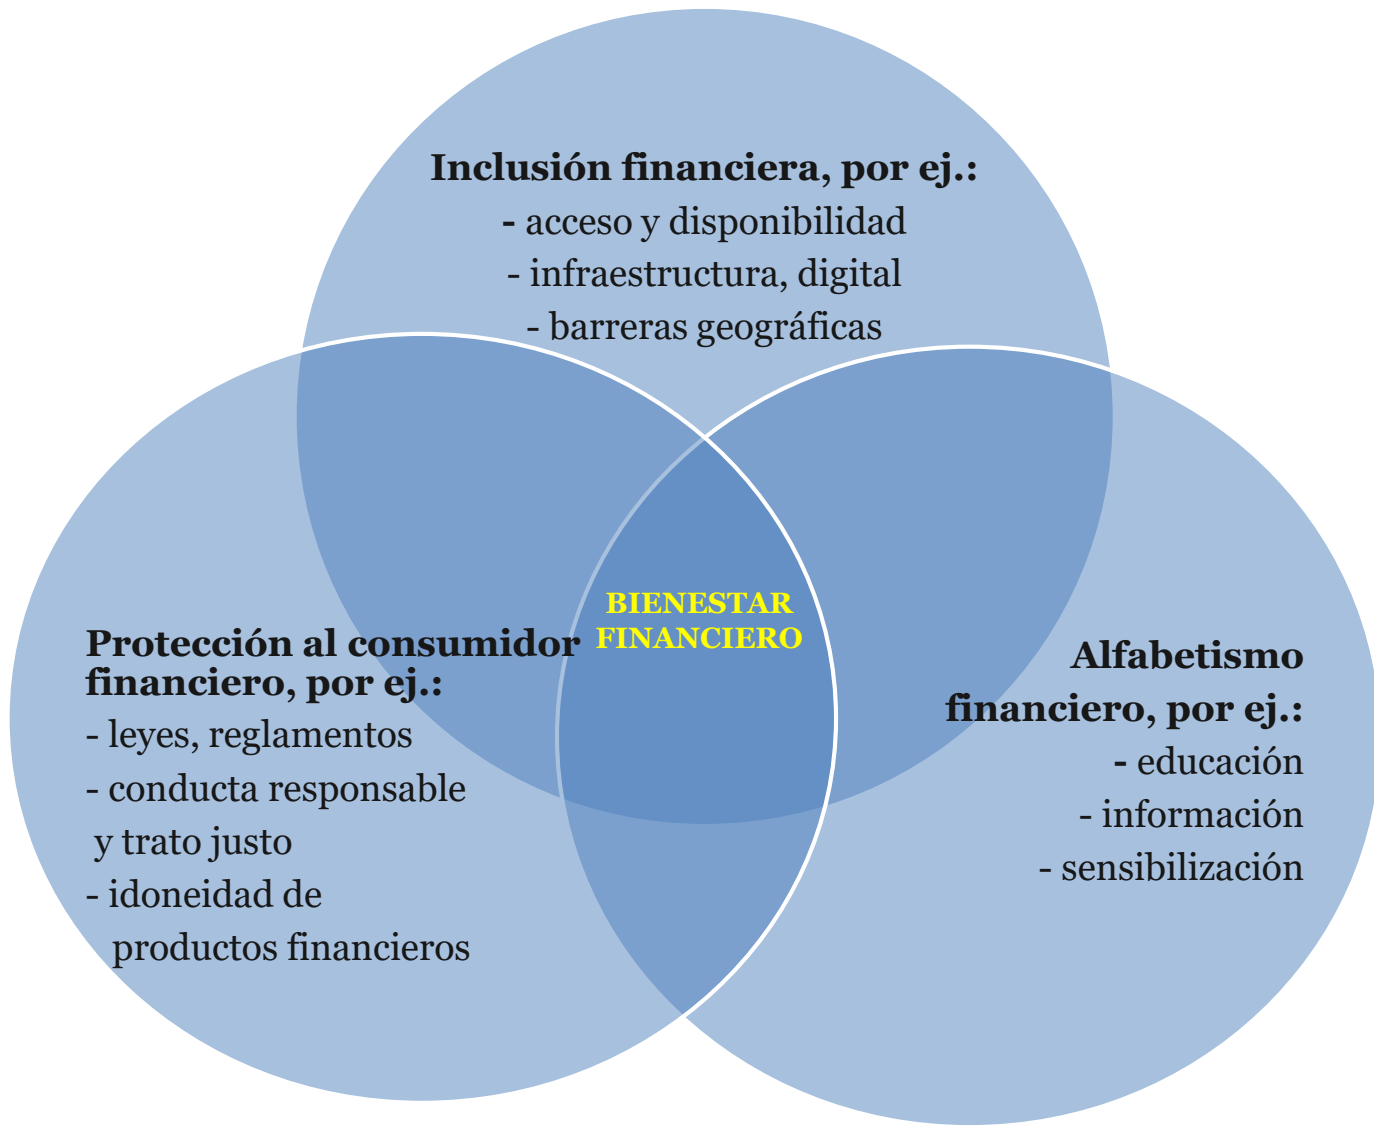 Inclusión financiera, por ej.:
- acceso y disponibilidad
- infraestructura, digital
- barreras geográficas
BIENESTAR
FINANCIERO
Protección al consumidor
financiero, por ej.:
- leyes, reglamentos
- conducta responsable
y trato justo
- idoneidad de
productos financieros
Alfabetismo
financiero, por ej.:
- educación
- información
- sensibilización